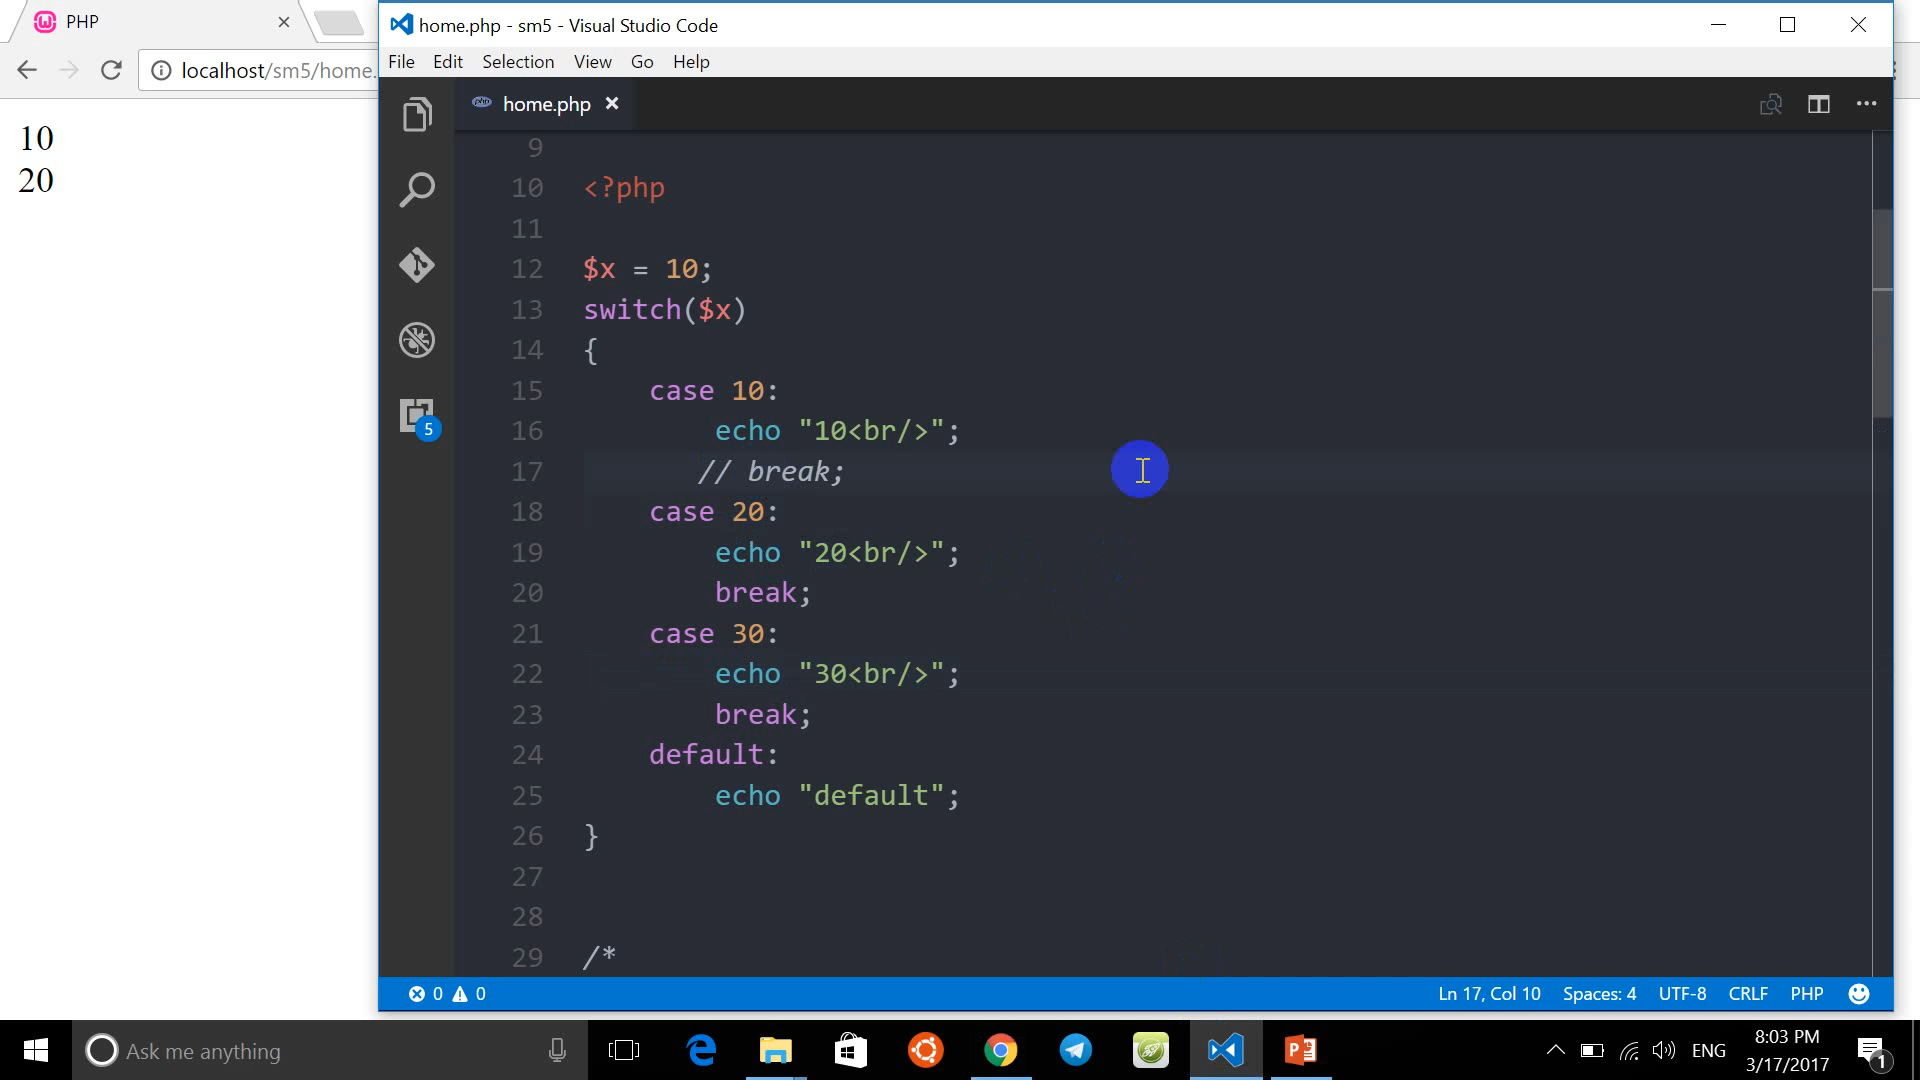 PHP
home.php - sm5 - Visual Studio Code
localhost/sm5/home.
File Edit Selection View Go Help
home.php
10
20
9
10 <?php
11
12 $x = 10;
13 switch($x)
14 {
15 case 10:
16 echo "10<br/>";
17 // break;
18 case 20:
19 echo "20<br/>";
20 break;
21 case 30:
22 echo "30<br/>";
23 break;
24 default:
25 echo "default";
26 }
27
28
29 /*
5
0 0
Ln 17, Col 10 Spaces: 4 UTF-8 CRLF PHP
Ask me anything
ENG
8:03 PM
3/17/2017
1